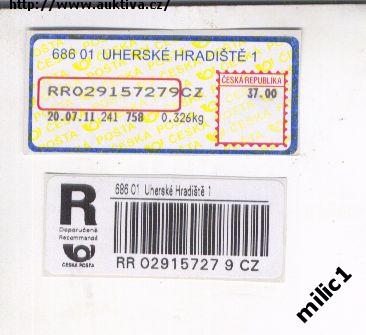 http://www.auktiva.cz/
686 01 UHERSKÉ HRADIŠTĚ 1
ČESKÁ REPUBLIKA
RR029157279CZ
37.00
20.07.11 241 758 0.326kg
R
686 01 Uherské Hradiště 1
Doporučeně
Recommandé
ČESKÁ POŠTA
RR 02915727 9 CZ
milic1